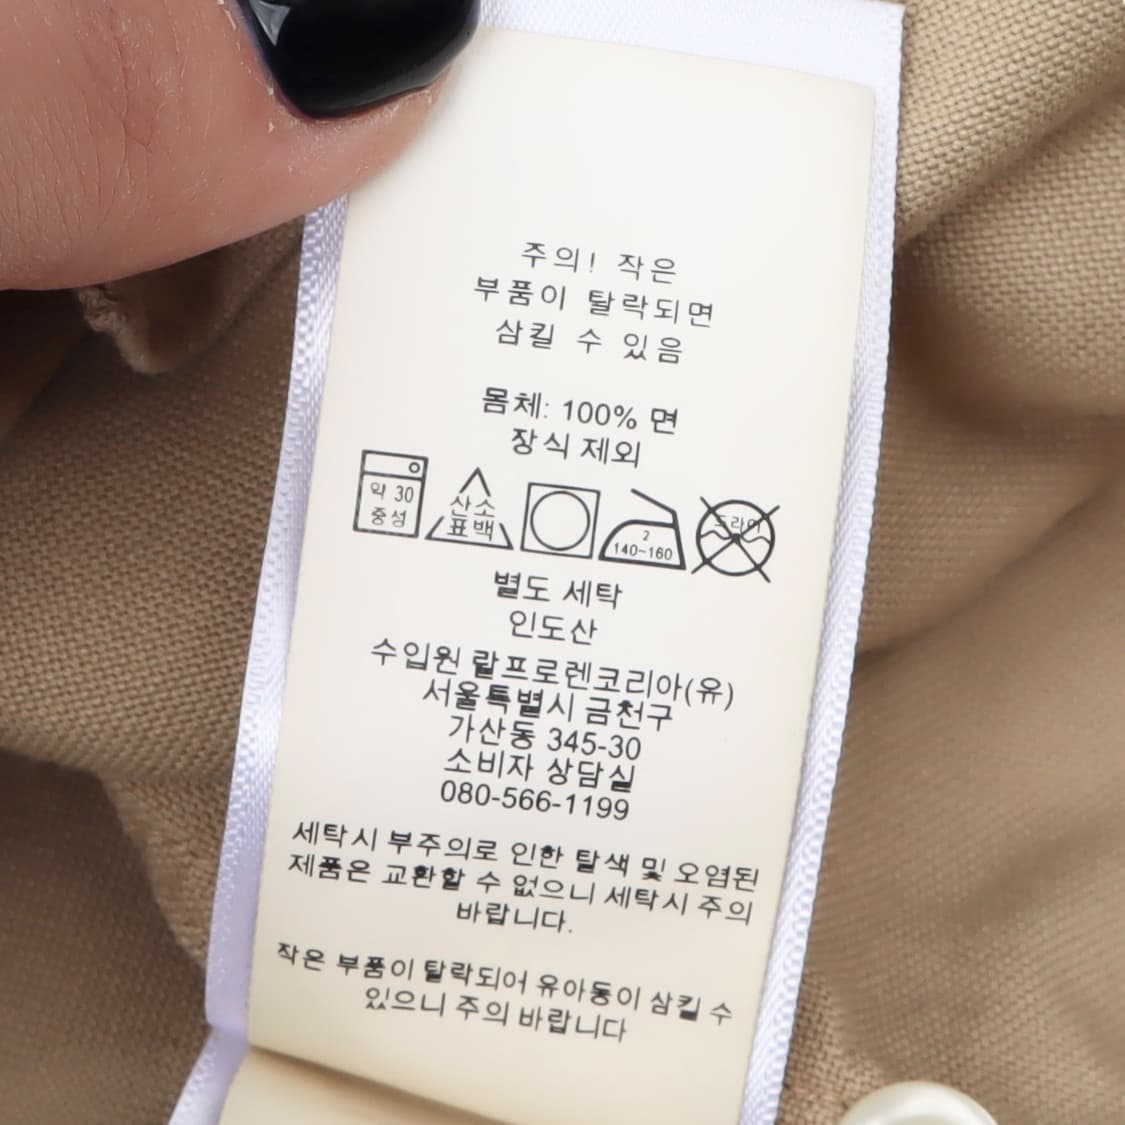 주의! 작은
부품이 탈락되면
삼킬 수 있음
몸체: 100% 면
장식 제외
약 30
중성
산소
표백
2
140-160
드라이
별도 세탁
인도산
수입원 랄프로렌코리아(유)
서울특별시 금천구
가산동 345-30
소비자 상담실
080-566-1199
세탁시 부주의로 인한 탈색 및 오염된
제품은 교환할 수 없으니 세탁시 주의
바랍니다.
작은 부품이 탈락되어 유아동이 삼킬 수
있으니 주의 바랍니다